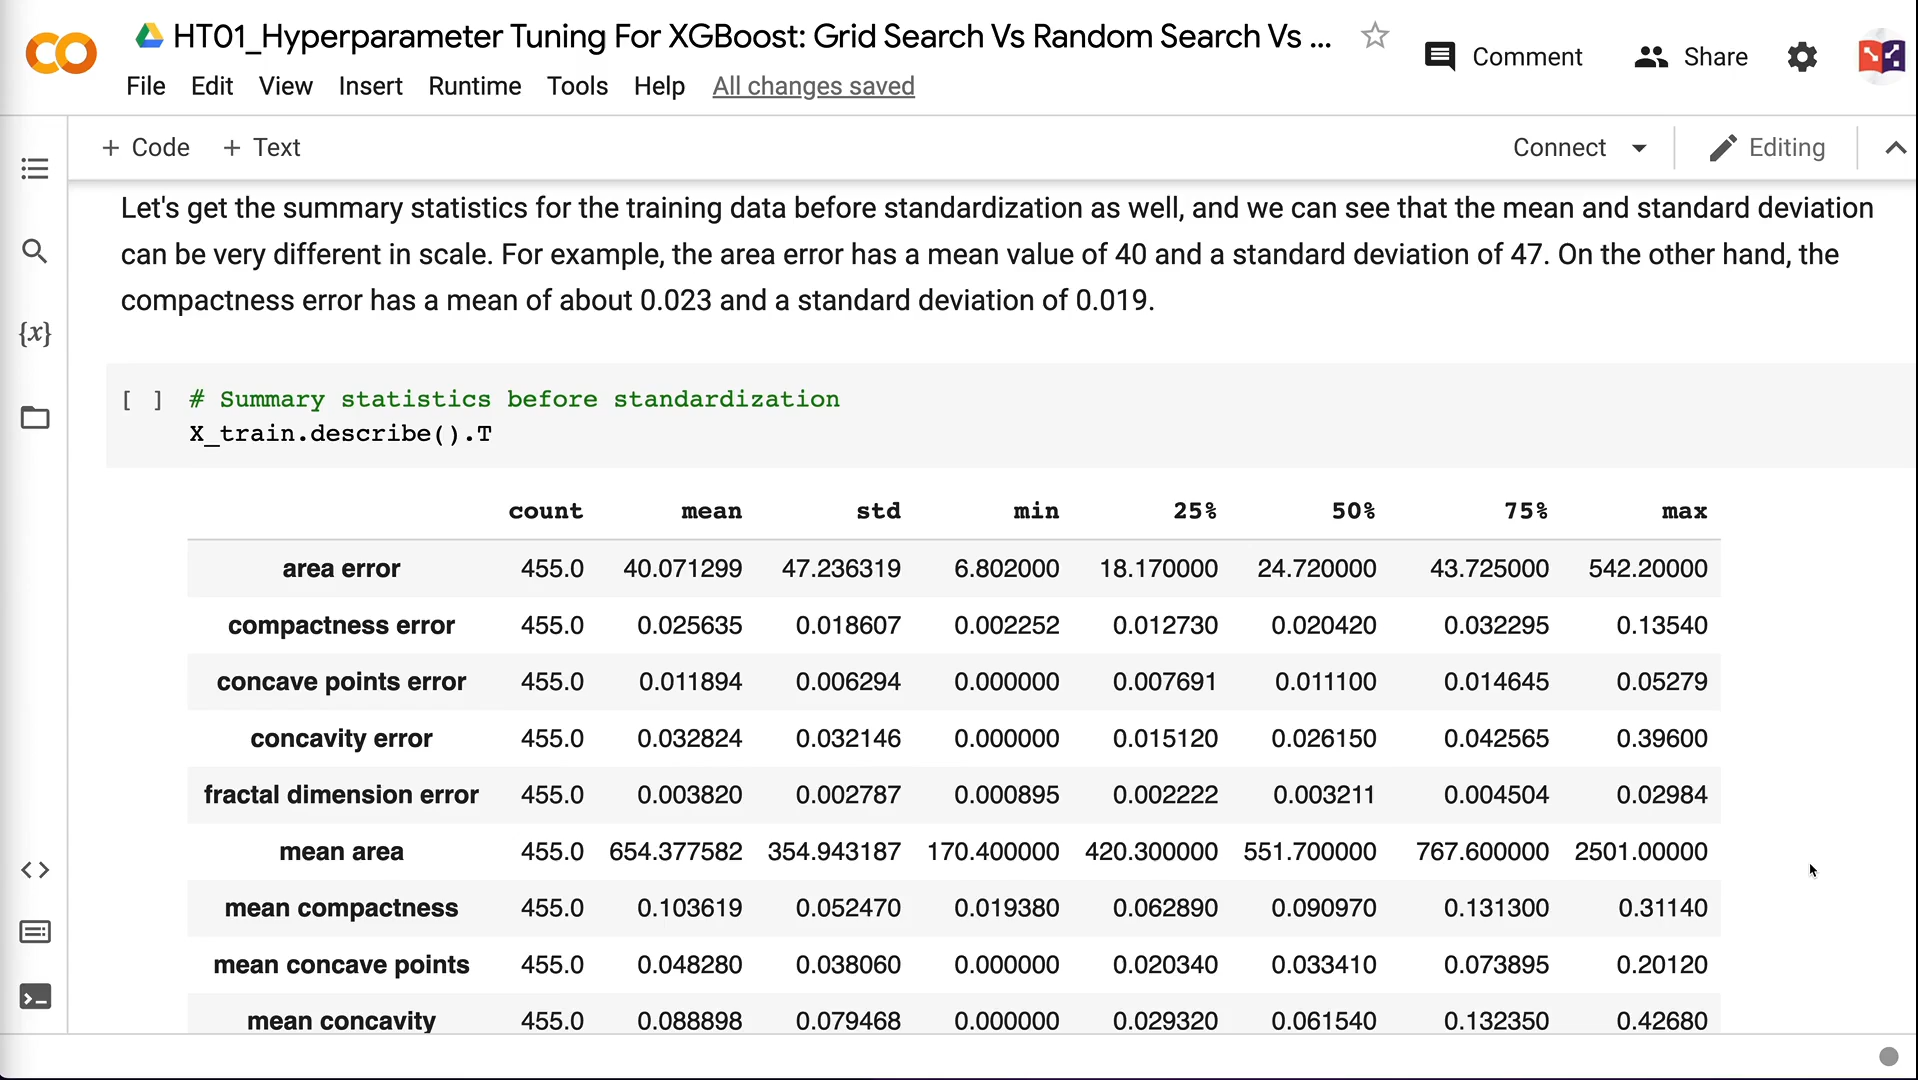 HT01_Hyperparameter Tuning For XGBoost: Grid Search Vs Random Search Vs ...
Comment
Share
File Edit View Insert Runtime Tools Help All changes saved
+ Code + Text
Connect
Editing
Let's get the summary statistics for the training data before standardization as well, and we can see that the mean and standard deviation
can be very different in scale. For example, the area error has a mean value of 40 and a standard deviation of 47. On the other hand, the
compactness error has a mean of about 0.023 and a standard deviation of 0.019.
{x}
[ ] # Summary statistics before standardization
X_train.describe().T
count mean std min 25% 50% 75% max
area error 455.0 40.071299 47.236319 6.802000 18.170000 24.720000 43.725000 542.20000
compactness error 455.0 0.025635 0.018607 0.002252 0.012730 0.020420 0.032295 0.13540
concave points error 455.0 0.011894 0.006294 0.000000 0.007691 0.011100 0.014645 0.05279
concavity error 455.0 0.032824 0.032146 0.000000 0.015120 0.026150 0.042565 0.39600
fractal dimension error 455.0 0.003820 0.002787 0.000895 0.002222 0.003211 0.004504 0.02984
mean area 455.0 654.377582 354.943187 170.400000 420.300000 551.700000 767.600000 2501.00000
mean compactness 455.0 0.103619 0.052470 0.019380 0.062890 0.090970 0.131300 0.31140
mean concave points 455.0 0.048280 0.038060 0.000000 0.020340 0.033410 0.073895 0.20120
mean concavity 455.0 0.088898 0.079468 0.000000 0.029320 0.061540 0.132350 0.42680